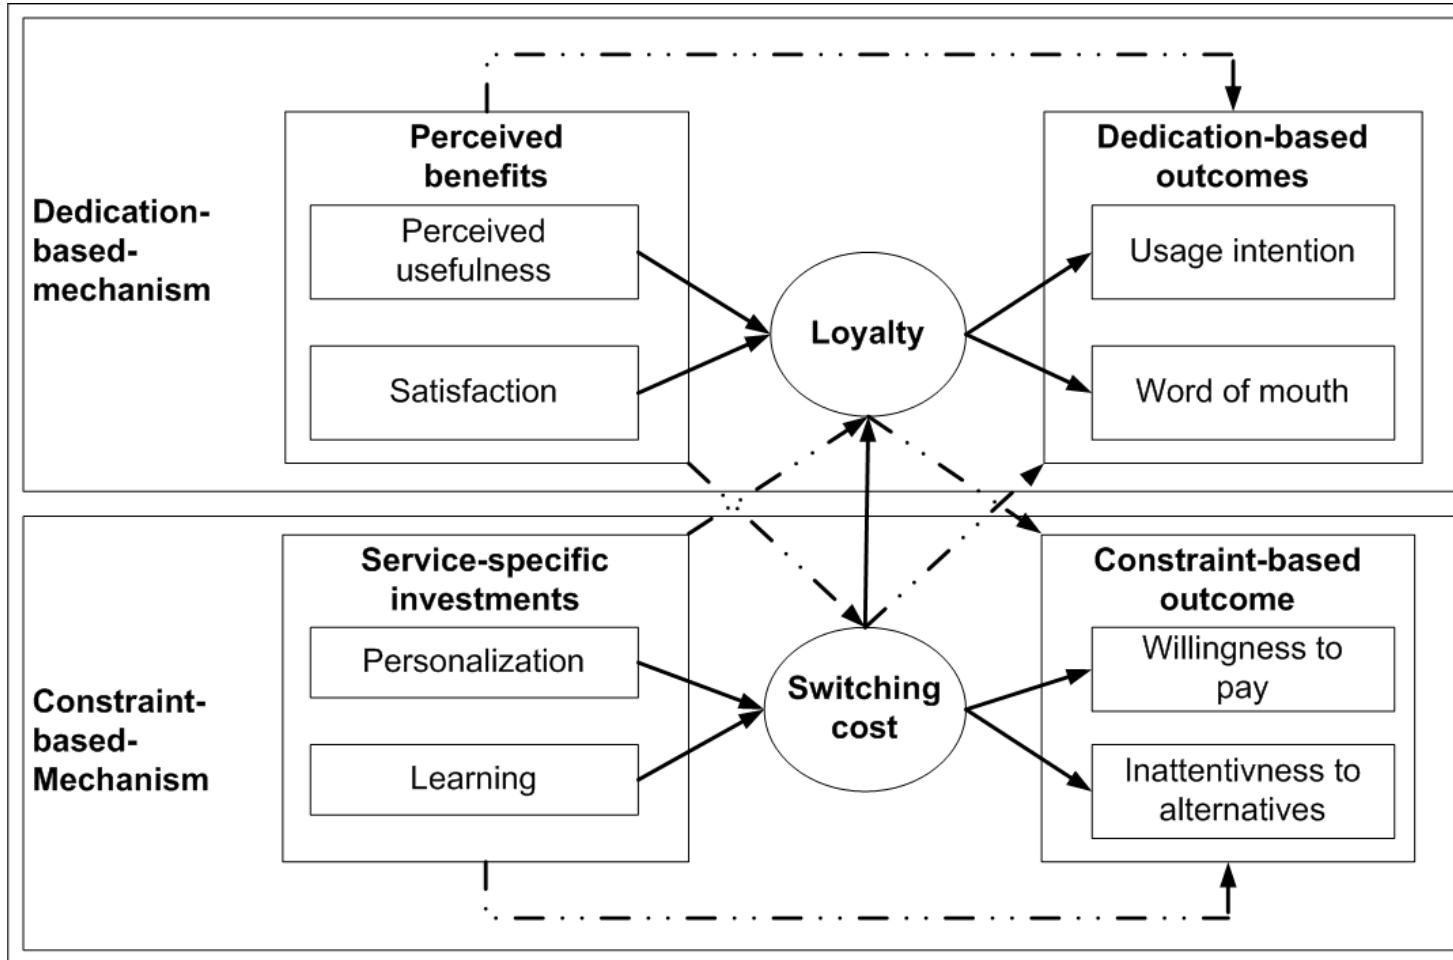 Dedication-
based-
mechanism
Perceived
benefits
Perceived
usefulness
Satisfaction
Loyalty
Dedication-based
outcomes
Usage intention
Word of mouth
Constraint-
based-
Mechanism
Service-specific
investments
Personalization
Learning
Switching
cost
Constraint-based
outcome
Willingness to
pay
Inattentivness to
alternatives